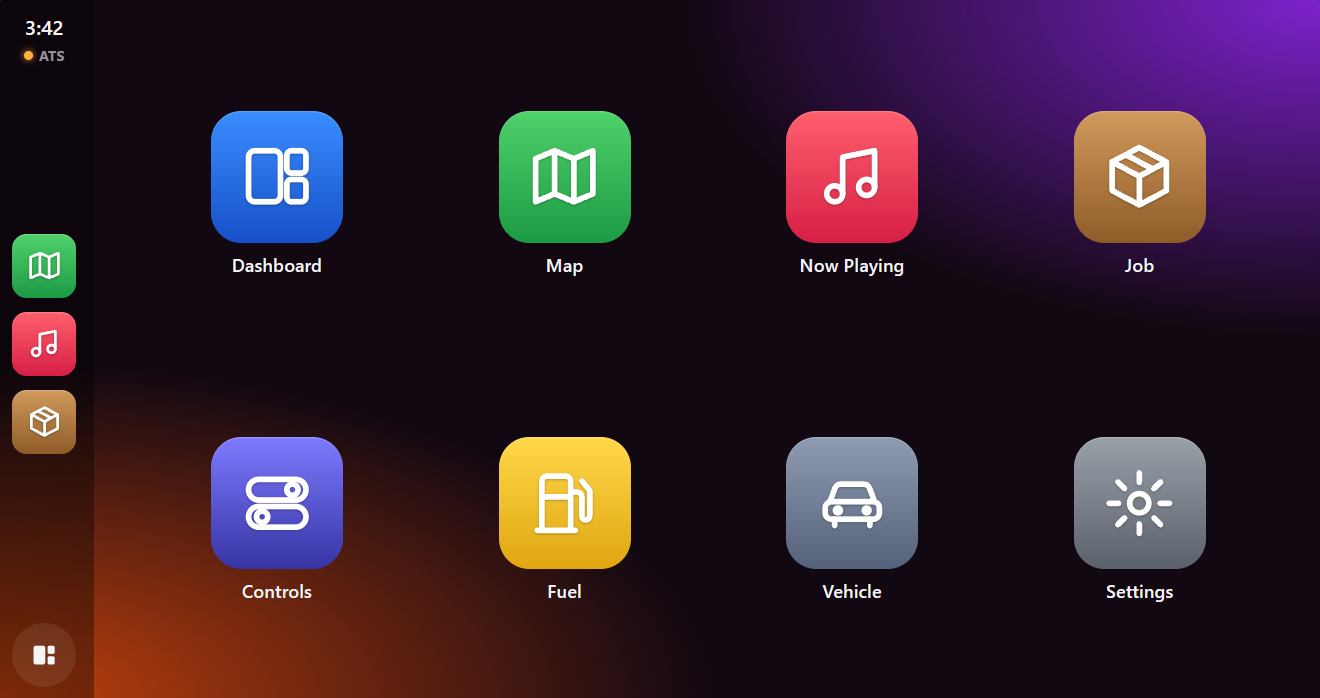 3:42
ATS
Dashboard
Map
Now Playing
Job
Controls
Fuel
Vehicle
Settings